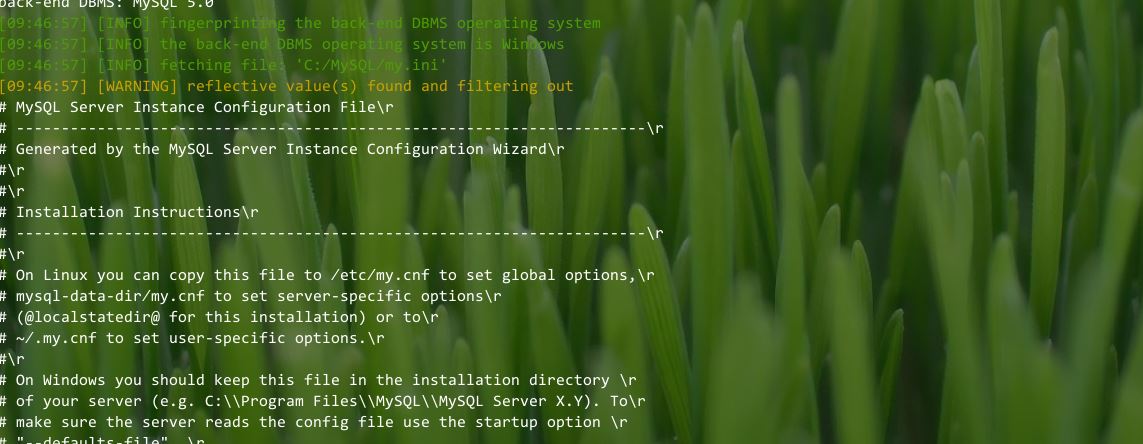 back-end DBMS: MySQL 5.0
[09:46:57] [INFO] fingerprinting the back-end DBMS operating system
[09:46:57] [INFO] the back-end DBMS operating system is Windows
[09:46:57] [INFO] fetching file: 'C:/MySQL/my.ini'
[09:46:57] [WARNING] reflective value(s) found and filtering out
# MySQL Server Instance Configuration File\r
# ----------------------------------------------------------------------\r
# Generated by the MySQL Server Instance Configuration Wizard\r
#\r
#\r
# Installation Instructions\r
# ----------------------------------------------------------------------\r
#\r
# On Linux you can copy this file to /etc/my.cnf to set global options,\r
# mysql-data-dir/my.cnf to set server-specific options\r
# (@localstatedir@ for this installation) or to\r
# ~/.my.cnf to set user-specific options.\r
#\r
# On Windows you should keep this file in the installation directory \r
# of your server (e.g. C:\\Program Files\\MySQL\\MySQL Server X.Y). To\r
# make sure the server reads the config file use the startup option \r
# "--defaults-file". \r